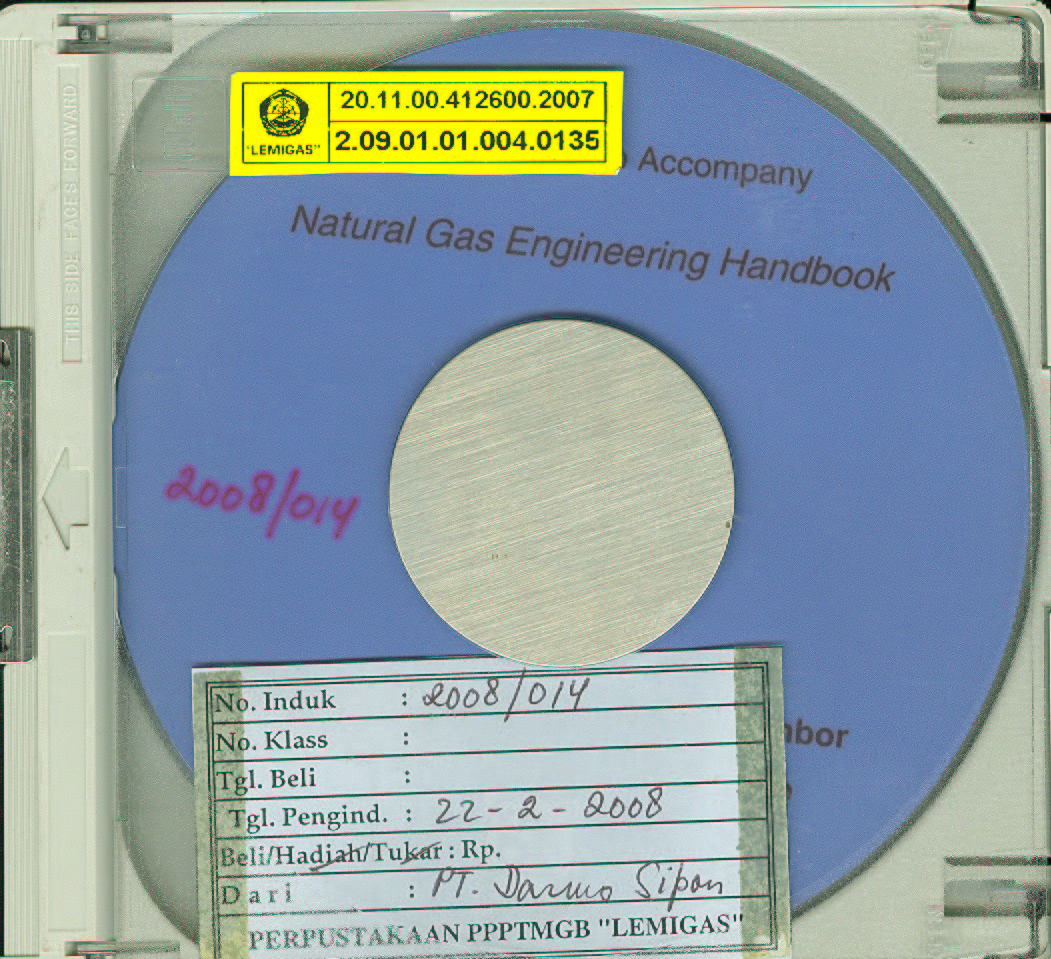 20.11.00.412600.2007
"LEMIGAS" 2.09.01.01.004.0135
Accompany
Natural Gas Engineering Handbook
THIS SIDE FACES FORWARD
2008/014
nbor
No. Induk : 2008/014
No. Klass :
Tgl. Beli :
Tgl. Pengind. : 22-2-2008
Beli/Hadiah/Tukar : Rp.
Dari : PT. Darmo Sipon
PERPUSTAKAAN PPPTMGB "LEMIGAS"